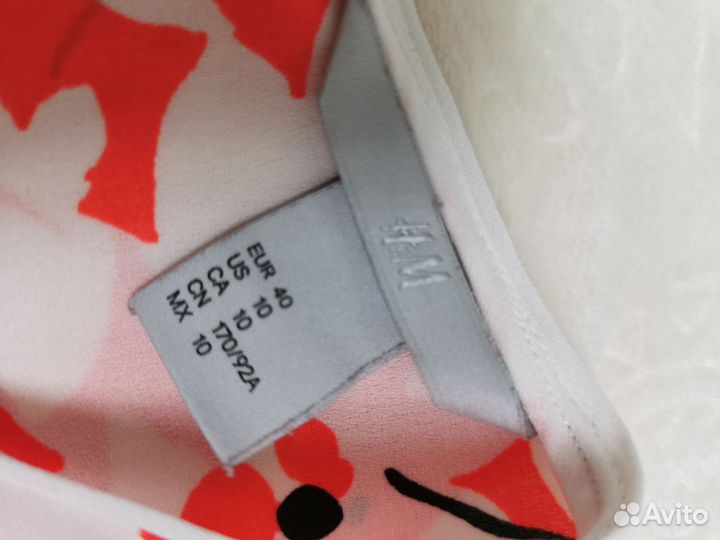 H&M
EUR 40
US 10
CA 10
CN 170/92A
MX 10
Avito